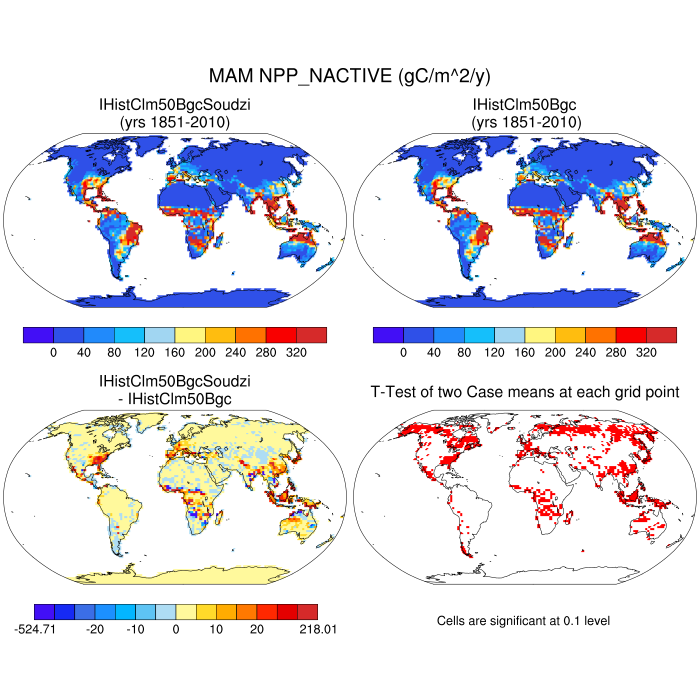 MAM NPP_NACTIVE (gC/m^2/y)
IHistClm50BgcSoudzi
(yrs 1851-2010)
IHistClm50Bgc
(yrs 1851-2010)
0 40 80 120 160 200 240 280 320
0 40 80 120 160 200 240 280 320
IHistClm50BgcSoudzi
- IHistClm50Bgc
T-Test of two Case means at each grid point
-524.71 -20 -10 0 10 20 218.01
Cells are significant at 0.1 level